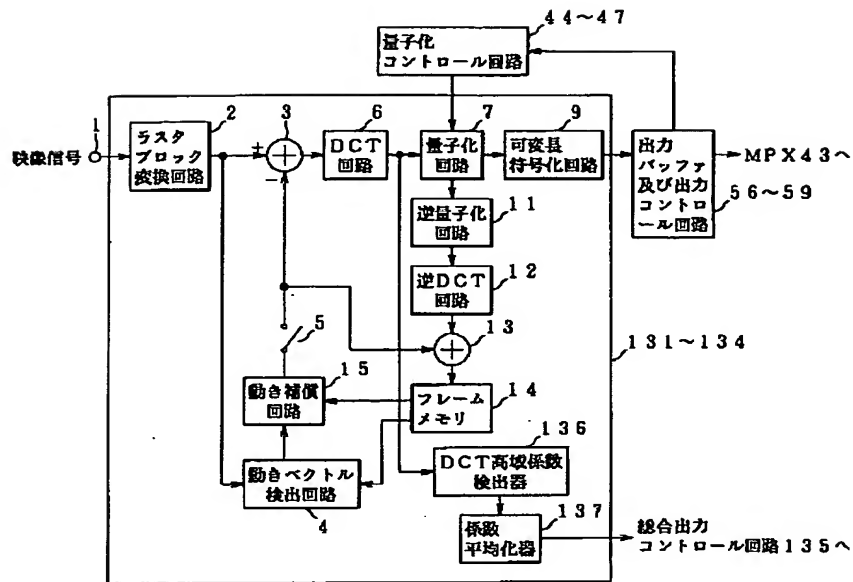 44〜47
量子化
コントロール回路
1
映像信号
2
ラスタ
ブロック
変換回路
3
+
−
6
DCT
回路
7
量子化
回路
9
可変長
符号化回路
出力
バッファ
及び出力
コントロ
ール回路
MPX43へ
56〜59
11
逆量子化
回路
12
逆DCT
回路
13
5
131〜134
15
動き補償
回路
14
フレーム
メモリ
136
DCT高域係数
検出器
動きベクトル
検出回路
4
137
係数
平均化器
総合出力
コントロール回路135へ